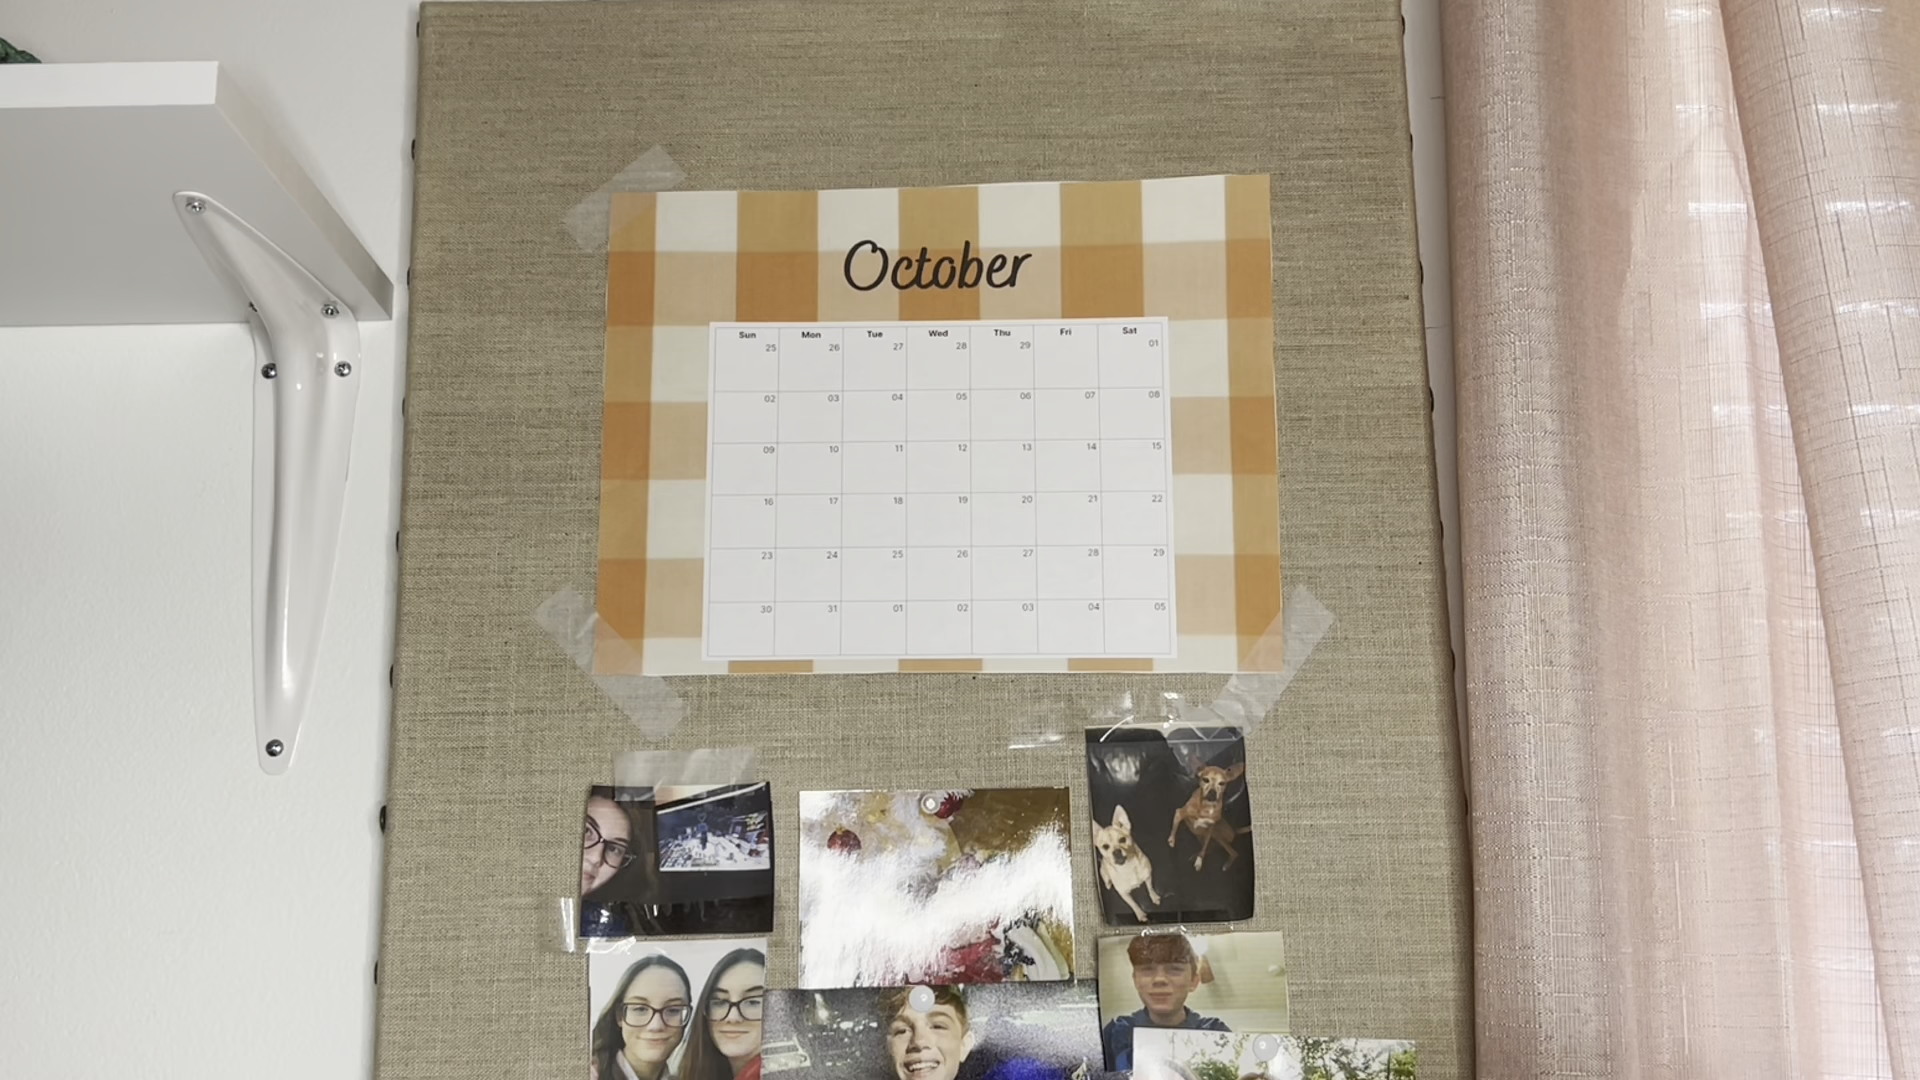 October
Sun Mon Tue Wed Thu Fri Sat
25 26 27 28 29 01
02 03 04 05 06 07 08
09 10 11 12 13 14 15
16 17 18 19 20 21 22
23 24 25 26 27 28 29
30 31 01 02 03 04 05